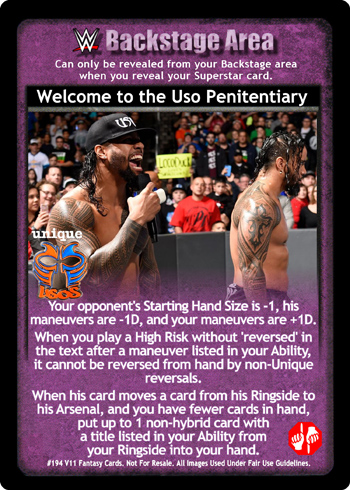 W Backstage Area
Can only be revealed from your Backstage area
when you reveal your Superstar card.
Welcome to the Uso Penitentiary
USA
LOCODUCT
unique
USOS
Your opponent's Starting Hand Size is -1, his
maneuvers are -1D, and your maneuvers are +1D.
When you play a High Risk without 'reversed' in
the text after a maneuver listed in your Ability,
it cannot be reversed from hand by non-Unique
reversals.
When his card moves a card from his Ringside to
his Arsenal, and you have fewer cards in hand,
put up to 1 non-hybrid card with
a title listed in your Ability from
your Ringside into your hand.
#194 V11 Fantasy Cards. Not For Resale. All Images Used Under Fair Use Guidelines.